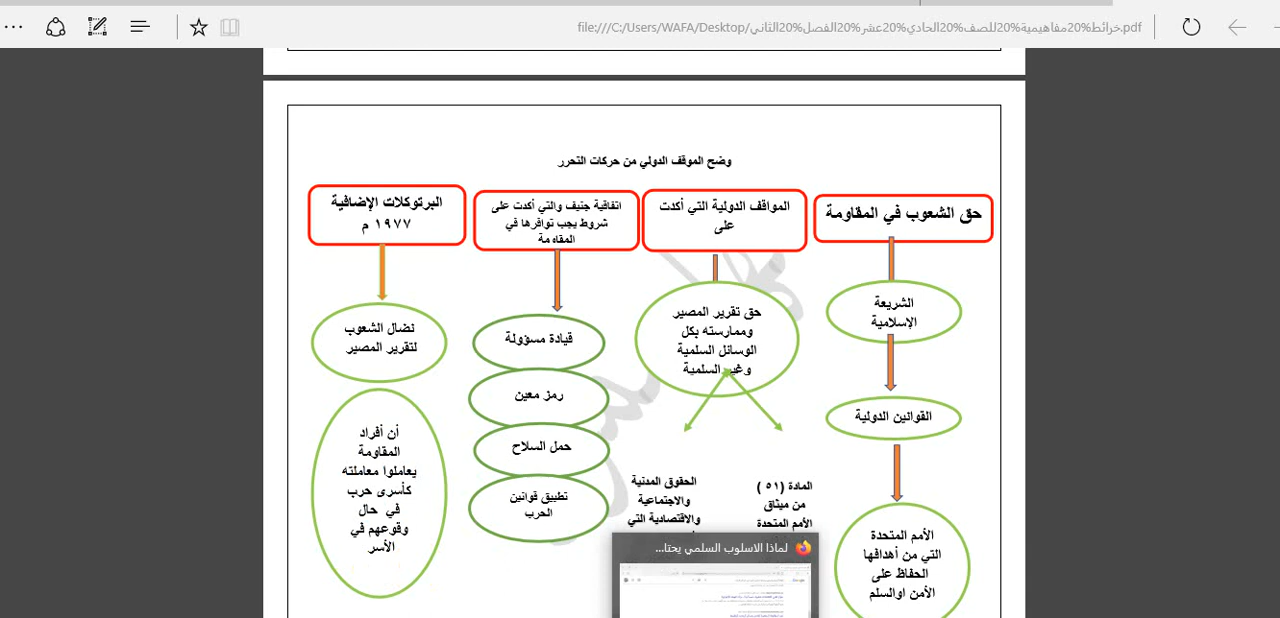 file:///C:/Users/WAFA/Desktop/خرائط%20مفاهيمية%20للصف%20الحادي%20عشر%20الفصل%20الثاني.pdf
وضح الموقف الدولي من حركات التحرر
حق الشعوب في المقاومة
الشريعة
الإسلامية
القوانين الدولية
الأمم المتحدة
التي من أهدافها
الحفاظ على
الأمن اوالسلم
المواقف الدولية التي أكدت
على
حق تقرير المصير
وممارسته بكل
الوسائل السلمية
وغير السلمية
المادة (٥١ )
من ميثاق
الأمم المتحدة
الحقوق المدنية
والاجتماعية
والاقتصادية التي
اتفاقية جنيف والتي أكدت على
شروط يجب توافرها في
المقاومة
قيادة مسؤولة
رمز معين
حمل السلاح
تطبيق قوانين
الحرب
البرتوكلات الإضافية
١٩٧٧ م
نضال الشعوب
لتقرير المصير
أن أفراد
المقاومة
يعاملوا معاملته
كأسرى حرب
في حال
وقوعهم في
الأسر
لماذا الاسلوب السلمي يحتا...